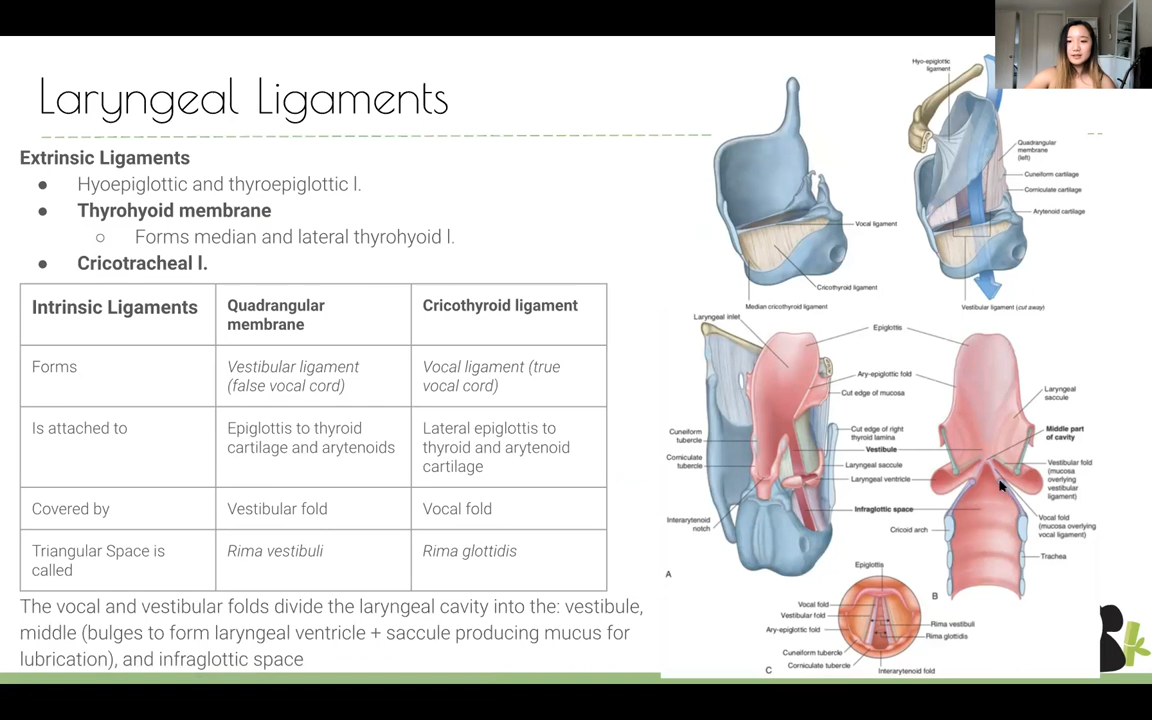 Laryngeal Ligaments
Extrinsic Ligaments
● Hyoepiglottic and thyroepiglottic l.
● Thyrohyoid membrane
○ Forms median and lateral thyrohyoid l.
● Cricotracheal l.
Intrinsic Ligaments
Quadrangular
membrane
Cricothyroid ligament
Forms
Vestibular ligament
(false vocal cord)
Vocal ligament (true
vocal cord)
Is attached to
Epiglottis to thyroid
cartilage and arytenoids
Lateral epiglottis to
thyroid and arytenoid
cartilage
Covered by
Vestibular fold
Vocal fold
Triangular Space is
called
Rima vestibuli
Rima glottidis
The vocal and vestibular folds divide the laryngeal cavity into the: vestibule,
middle (bulges to form laryngeal ventricle + saccule producing mucus for
lubrication), and infraglottic space
Vocal ligament
Cricothyroid ligament
Median cricothyroid ligament
Hyo-epiglottic
ligament
Quadrangular
membrane
(left)
Cuneiform cartilage
Corniculate cartilage
Arytenoid cartilage
Vestibular ligament (cut away)
Laryngeal inlet
Epiglottis
Ary-epiglottic fold
Cut edge of mucosa
Cuneiform
tubercle
Corniculate
tubercle
Cut edge of right
thyroid lamina
Vestibule
Laryngeal saccule
Laryngeal ventricle
Interarytenoid
notch
Infraglottic space
Cricoid arch
A
Laryngeal
saccule
Middle part
of cavity
Vestibular fold
(mucosa
overlying
vestibular
ligament)
Vocal fold
(mucosa overlying
vocal ligament)
Trachea
B
Epiglottis
Vocal fold
Vestibular fold
Ary-epiglottic fold
Rima vestibuli
Rima glottidis
Cuneiform tubercle
Corniculate tubercle
Interarytenoid fold
C